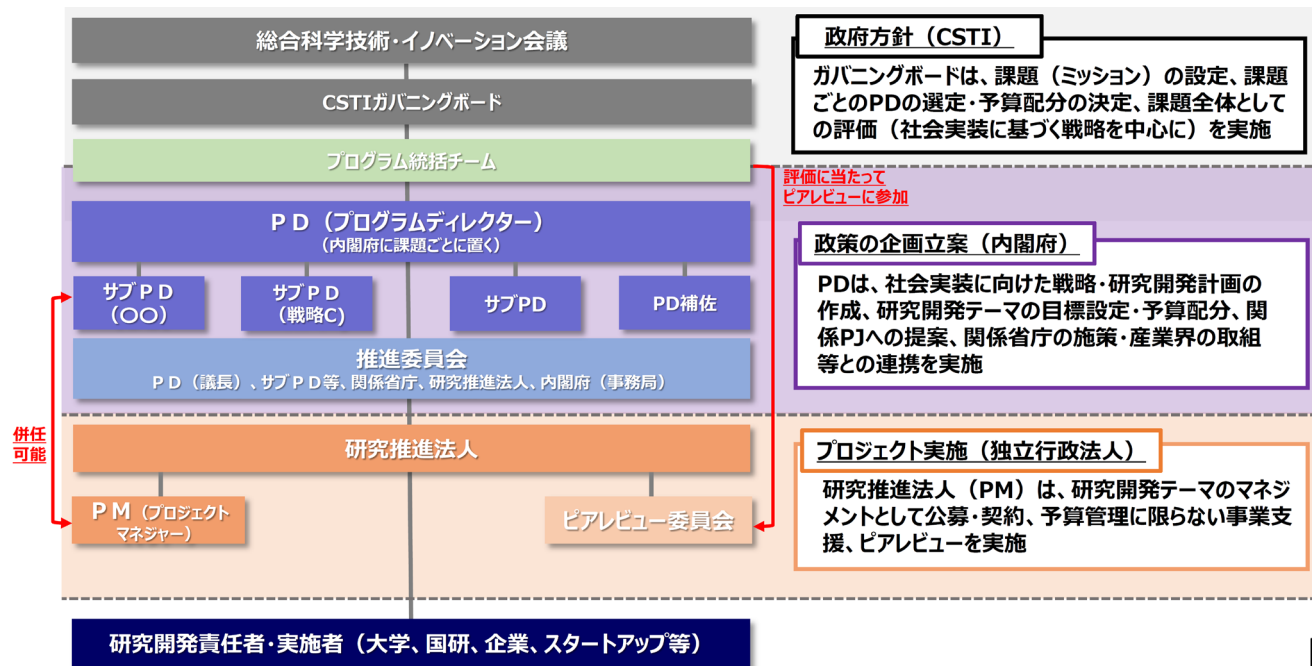 総合科学技術・イノベーション会議
CSTIガバニングボード
プログラム統括チーム
評価に当たって
ピアレビューに参加
ＰＤ（プログラムディレクター）
（内閣府に課題ごとに置く）
サブＰＤ
（〇〇）
サブＰＤ
（戦略C)
サブPD
PD補佐
推進委員会
ＰＤ（議長）、サブＰＤ等、関係省庁、研究推進法人、内閣府（事務局）
併任
可能
研究推進法人
ＰＭ（プロジェクト
マネジャー）
ピアレビュー委員会
研究開発責任者・実施者（大学、国研、企業、スタートアップ等）
政府方針（CSTI）
ガバニングボードは、課題（ミッション）の設定、課題
ごとのPDの選定・予算配分の決定、課題全体として
の評価（社会実装に基づく戦略を中心に）を実施
政策の企画立案（内閣府）
PDは、社会実装に向けた戦略・研究開発計画の
作成、研究開発テーマの目標設定・予算配分、関
係PJへの提案、関係省庁の施策・産業界の取組
等との連携を実施
プロジェクト実施（独立行政法人）
研究推進法人（PM）は、研究開発テーマのマネジ
メントとして公募・契約、予算管理に限らない事業支
援、ピアレビューを実施